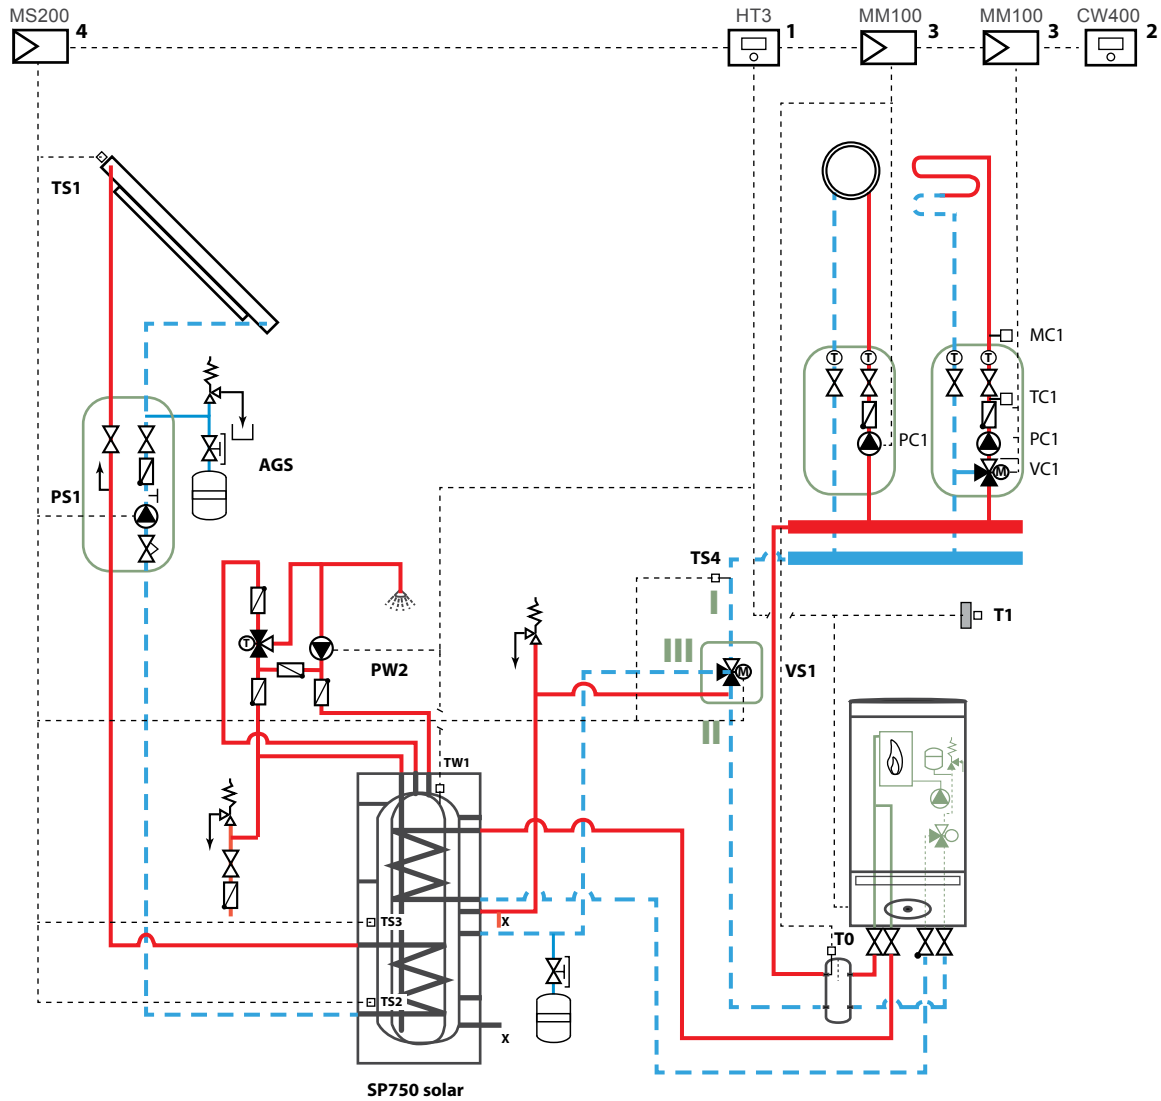 MS200 HT3 MM100 MM100 CW400
4 1 3 3 2
TS1
MC1
T T T T
TC1
PC1 PC1
AGS
VC1
M
PS1
TS4
I
T1
III
T
PW2
M
VS1
II
TW1
TS3
X
T0
TS2
X
SP750 solar